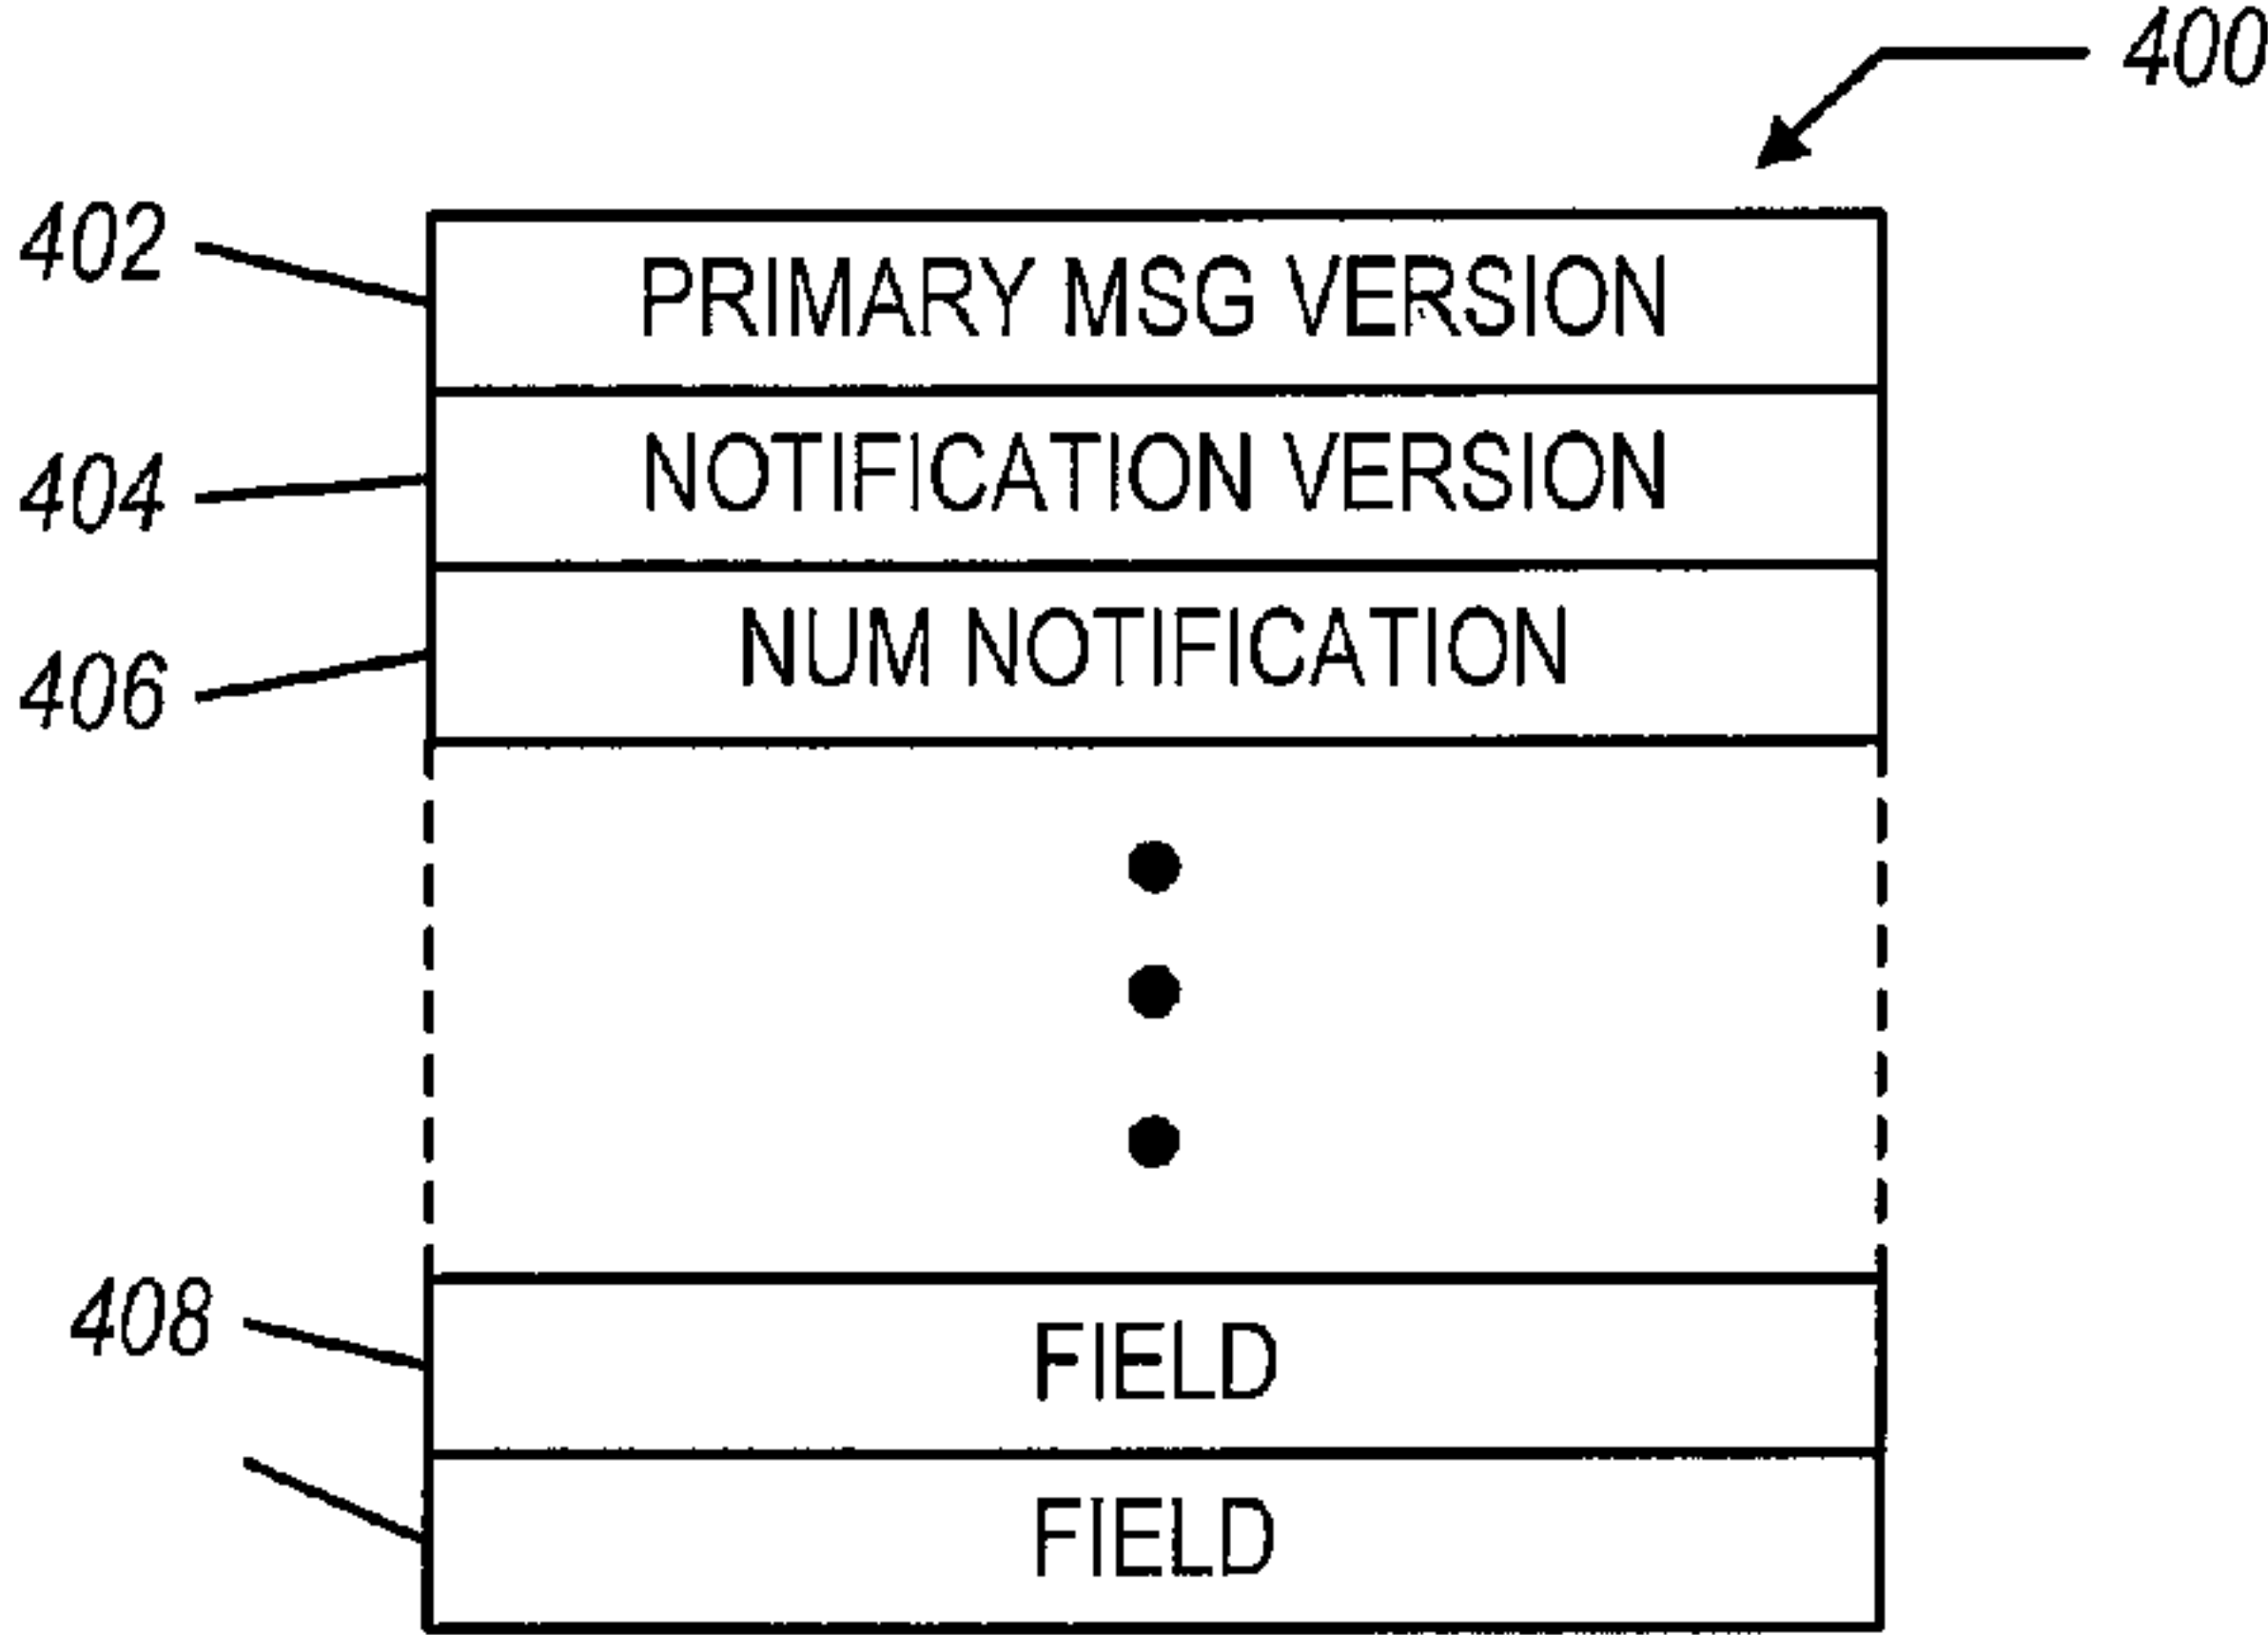 400
402
PRIMARY MSG VERSION
404
NOTIFICATION VERSION
406
NUM NOTIFICATION
408
FIELD
FIELD